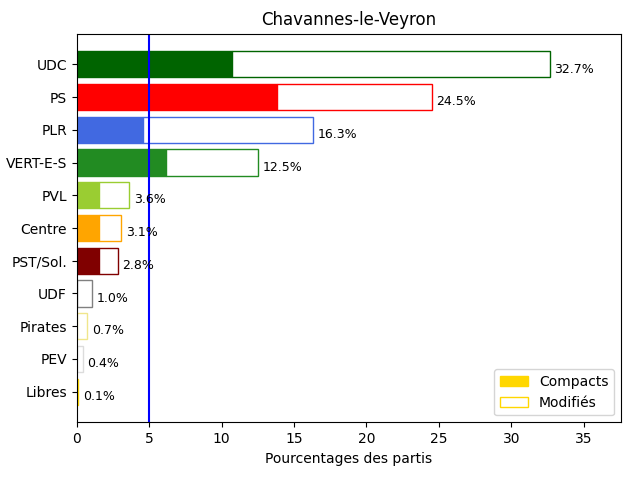 Chavannes-le-Veyron
UDC 32.7%
PS 24.5%
PLR 16.3%
VERT-E-S 12.5%
PVL 3.6%
Centre 3.1%
PST/Sol. 2.8%
UDF 1.0%
Pirates 0.7%
PEV 0.4%
Libres 0.1%
Compacts
Modifiés
0 5 10 15 20 25 30 35
Pourcentages des partis